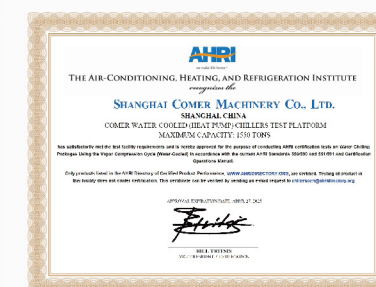 AHRI
we make life better®
THE AIR-CONDITIONING, HEATING, AND REFRIGERATION INSTITUTE
recognizes the
SHANGHAI COMER MACHINERY CO., LTD.
SHANGHAI, CHINA
COMER WATER COOLED (HEAT PUMP) CHILLERS TEST PLATFORM
MAXIMUM CAPACITY: 1550 TONS
has satisfactorily met the test facility requirements and is hereby approved for the purpose of conducting AHRI certification tests on Water Chilling
Packages Using the Vapor Compression Cycle (Water-Cooled) in accordance with the current AHRI Standards 550/590 and 551/591 and Certification
Operations Manual.
Only products listed in the AHRI Directory of Certified Product Performance, WWW.AHRIDIRECTORY.ORG, are certified. Testing of product in
this facility does not confer certification. This certificate can be verified by sending an email request to
APPROVAL EXPIRATION DATE: APRIL 27, 2025
BILL TRITSIS